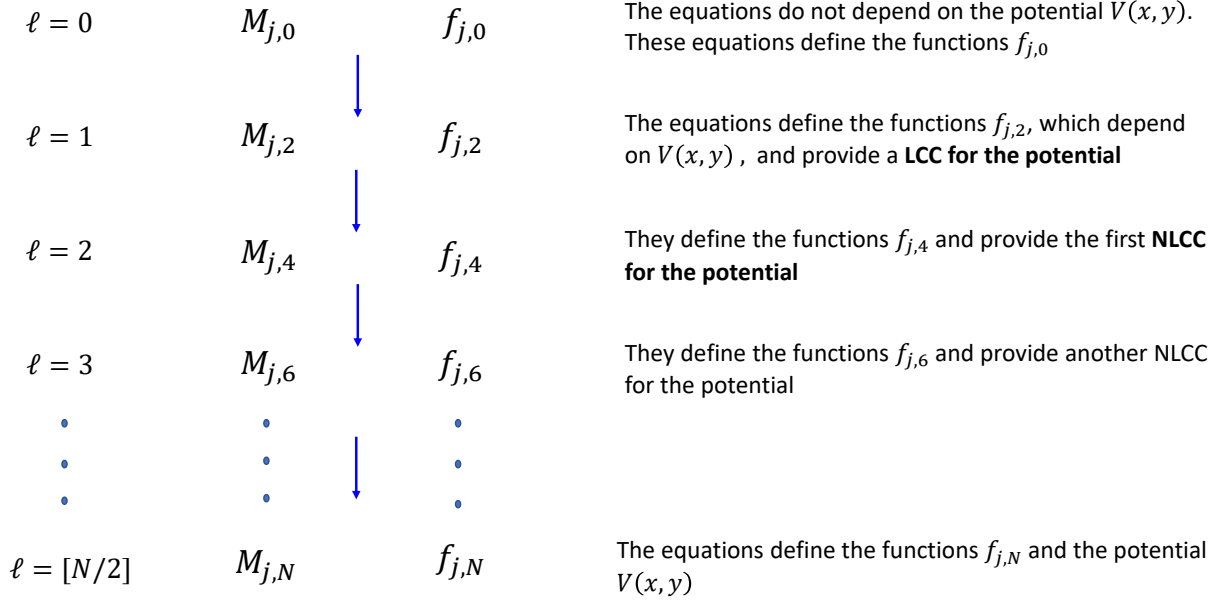 ℓ = 0 M_{j,0} f_{j,0} The equations do not depend on the potential V(x, y).
These equations define the functions f_{j,0}
ℓ = 1 M_{j,2} f_{j,2} The equations define the functions f_{j,2}, which depend
on V(x, y) , and provide a LCC for the potential
ℓ = 2 M_{j,4} f_{j,4} They define the functions f_{j,4} and provide the first NLCC
for the potential
ℓ = 3 M_{j,6} f_{j,6} They define the functions f_{j,6} and provide another NLCC
for the potential
ℓ = [N/2] M_{j,N} f_{j,N} The equations define the functions f_{j,N} and the potential
V(x, y)